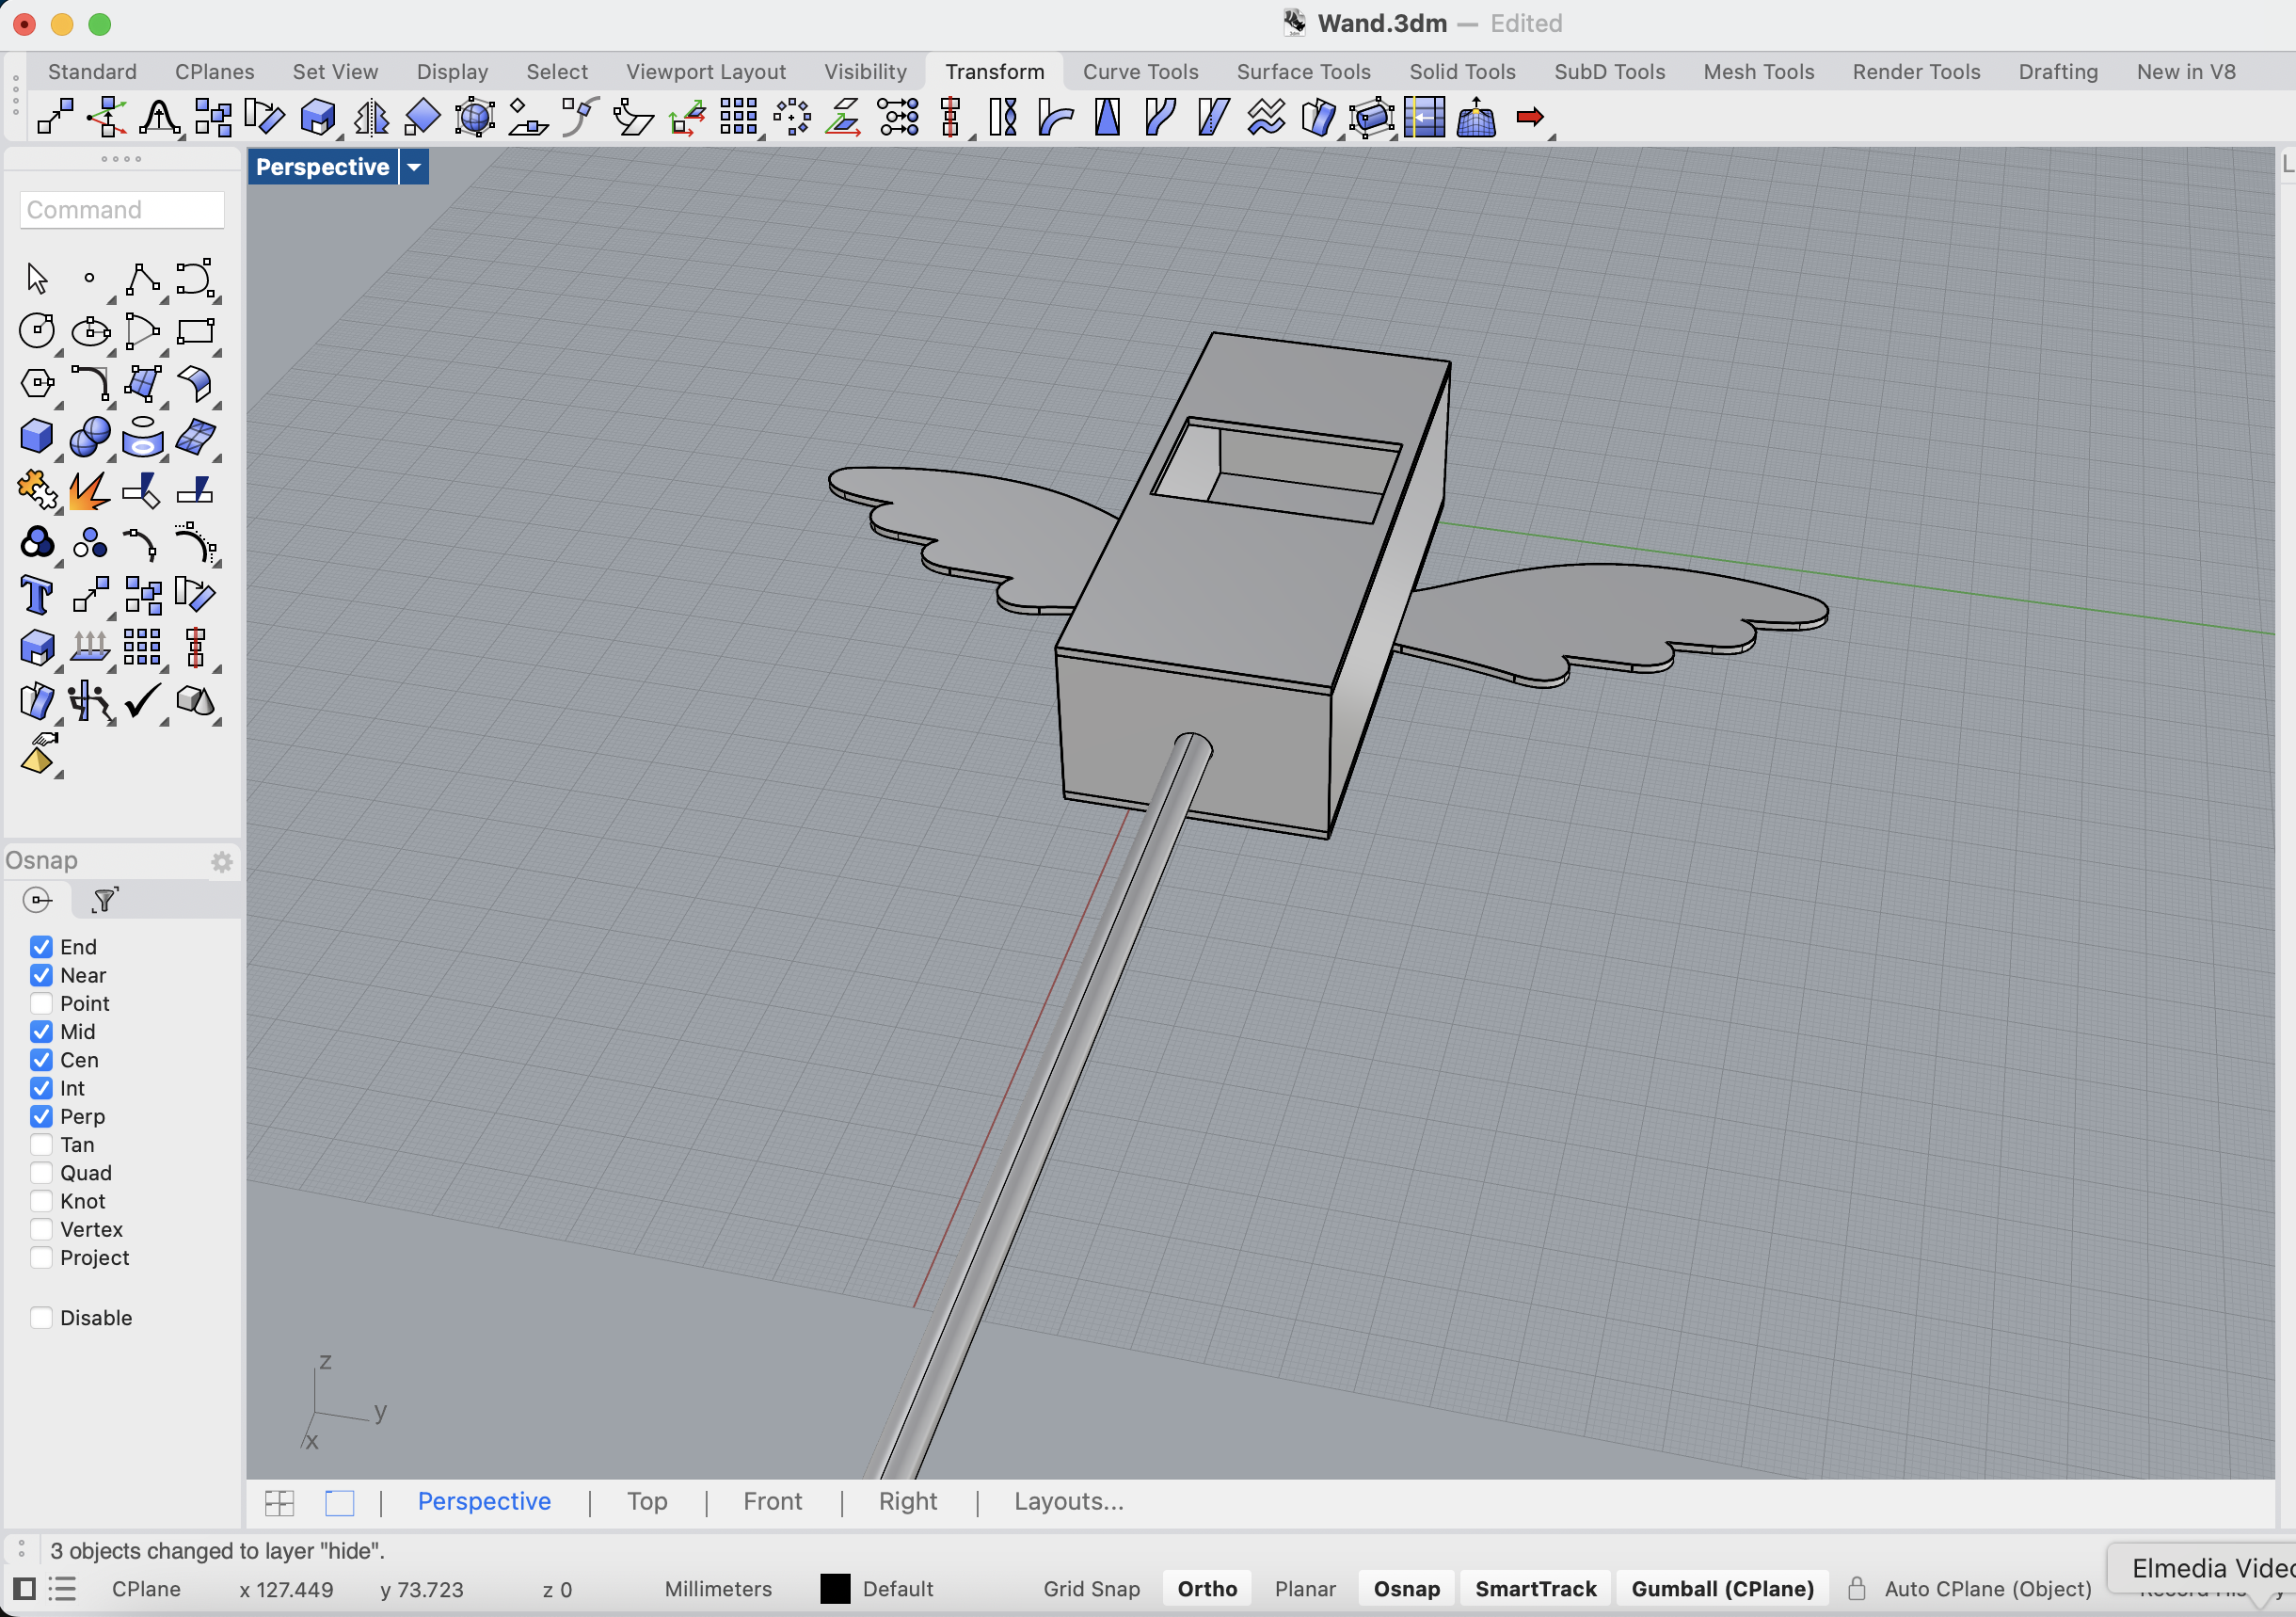 Wand.3dm — Edited
Standard CPlanes Set View Display Select Viewport Layout Visibility Transform Curve Tools Surface Tools Solid Tools SubD Tools Mesh Tools Render Tools Drafting New in V8
Perspective
L
Command
Osnap
End
Near
Point
Mid
Cen
Int
Perp
Tan
Quad
Knot
Vertex
Project
Disable
z
y
x
Perspective | Top | Front | Right | Layouts...
3 objects changed to layer "hide".
Elmedia Video
CPlane x 127.449 y 73.723 z 0 Millimeters Default Grid Snap Ortho Planar Osnap SmartTrack Gumball (CPlane) Auto CPlane (Object)